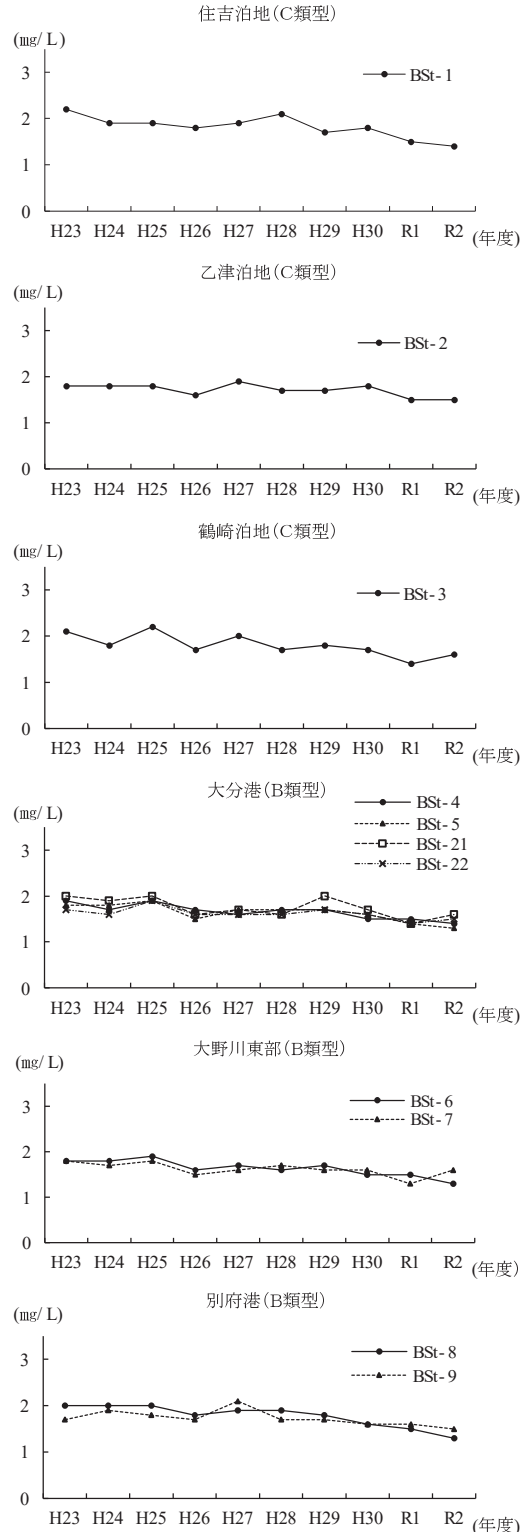 住吉泊地(C類型)
(㎎/L)
BSt-1
3
2
1
0
H23 H24 H25 H26 H27 H28 H29 H30 R1 R2 (年度)
乙津泊地(C類型)
(㎎/L)
BSt-2
3
2
1
0
H23 H24 H25 H26 H27 H28 H29 H30 R1 R2 (年度)
鶴崎泊地(C類型)
(㎎/L)
BSt-3
3
2
1
0
H23 H24 H25 H26 H27 H28 H29 H30 R1 R2 (年度)
大分港(B類型)
(㎎/L)
BSt-4
BSt-5
BSt-21
BSt-22
3
2
1
0
H23 H24 H25 H26 H27 H28 H29 H30 R1 R2 (年度)
大野川東部(B類型)
(㎎/L)
BSt-6
BSt-7
3
2
1
0
H23 H24 H25 H26 H27 H28 H29 H30 R1 R2 (年度)
別府港(B類型)
(㎎/L)
BSt-8
BSt-9
3
2
1
0
H23 H24 H25 H26 H27 H28 H29 H30 R1 R2 (年度)